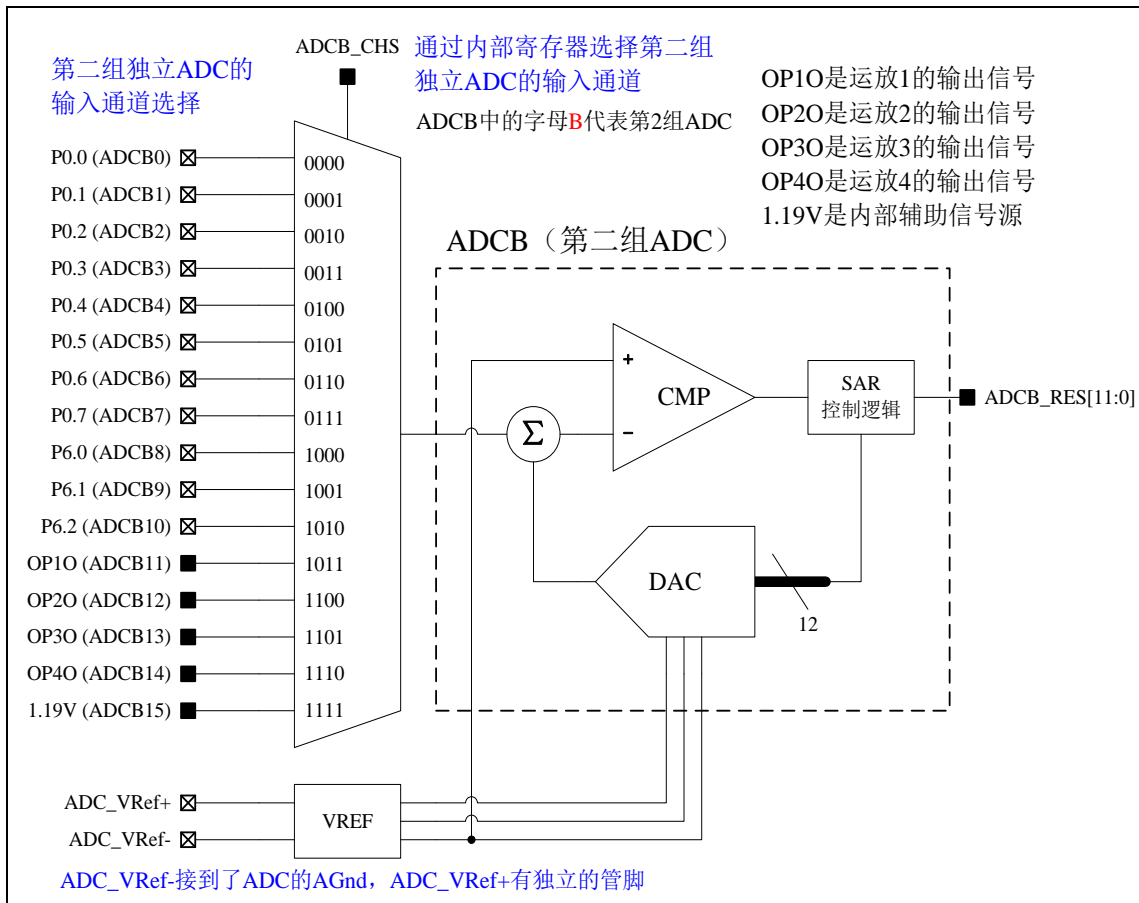 ADCB_CHS
第二组独立ADC的
输入通道选择
通过内部寄存器选择第二组
独立ADC的输入通道
ADCB中的字母B代表第2组ADC
OP1O是运放1的输出信号
OP2O是运放2的输出信号
OP3O是运放3的输出信号
OP4O是运放4的输出信号
1.19V是内部辅助信号源
P0.0 (ADCB0) 0000
P0.1 (ADCB1) 0001
P0.2 (ADCB2) 0010
P0.3 (ADCB3) 0011
P0.4 (ADCB4) 0100
P0.5 (ADCB5) 0101
P0.6 (ADCB6) 0110
P0.7 (ADCB7) 0111
P6.0 (ADCB8) 1000
P6.1 (ADCB9) 1001
P6.2 (ADCB10) 1010
OP1O (ADCB11) 1011
OP2O (ADCB12) 1100
OP3O (ADCB13) 1101
OP4O (ADCB14) 1110
1.19V (ADCB15) 1111
ADCB（第二组ADC）
+
CMP
−
Σ
SAR
控制逻辑
ADCB_RES[11:0]
DAC
12
ADC_VRef+
ADC_VRef-
VREF
ADC_VRef-接到了ADC的AGnd，ADC_VRef+有独立的管脚